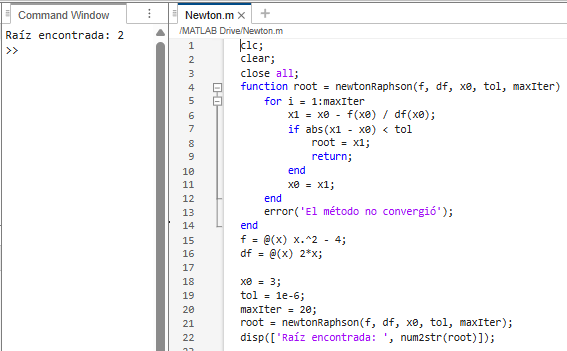 Command Window
Raíz encontrada: 2
>>
Newton.m
/MATLAB Drive/Newton.m
1 clc;
2 clear;
3 close all;
4 function root = newtonRaphson(f, df, x0, tol, maxIter)
5 for i = 1:maxIter
6 x1 = x0 - f(x0) / df(x0);
7 if abs(x1 - x0) < tol
8 root = x1;
9 return;
10 end
11 x0 = x1;
12 end
13 error('El método no convergió');
14 end
15 f = @(x) x.^2 - 4;
16 df = @(x) 2*x;
17
18 x0 = 3;
19 tol = 1e-6;
20 maxIter = 20;
21 root = newtonRaphson(f, df, x0, tol, maxIter);
22 disp(['Raíz encontrada: ', num2str(root)]);